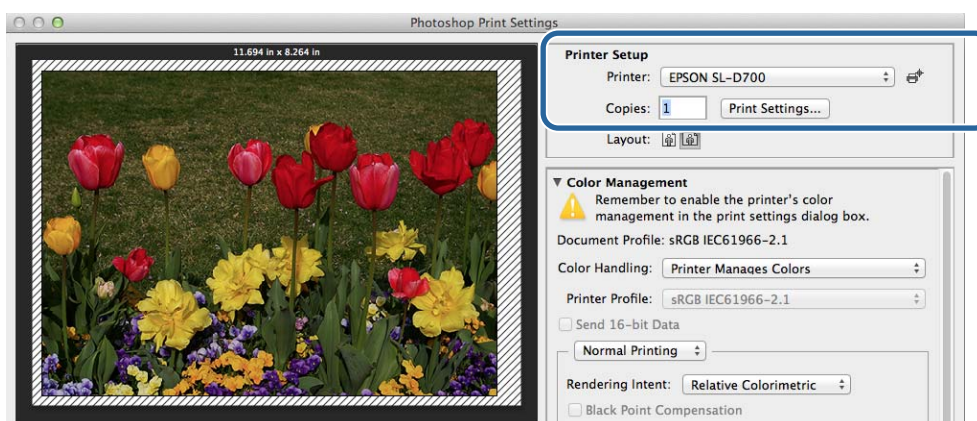 Photoshop Print Settings
11.694 in x 8.264 in
Printer Setup
Printer: EPSON SL-D700
Copies: 1 Print Settings...
Layout:
Color Management
Remember to enable the printer's color
management in the print settings dialog box.
Document Profile: sRGB IEC61966-2.1
Color Handling: Printer Manages Colors
Printer Profile: sRGB IEC61966-2.1
Send 16-bit Data
Normal Printing
Rendering Intent: Relative Colorimetric
Black Point Compensation